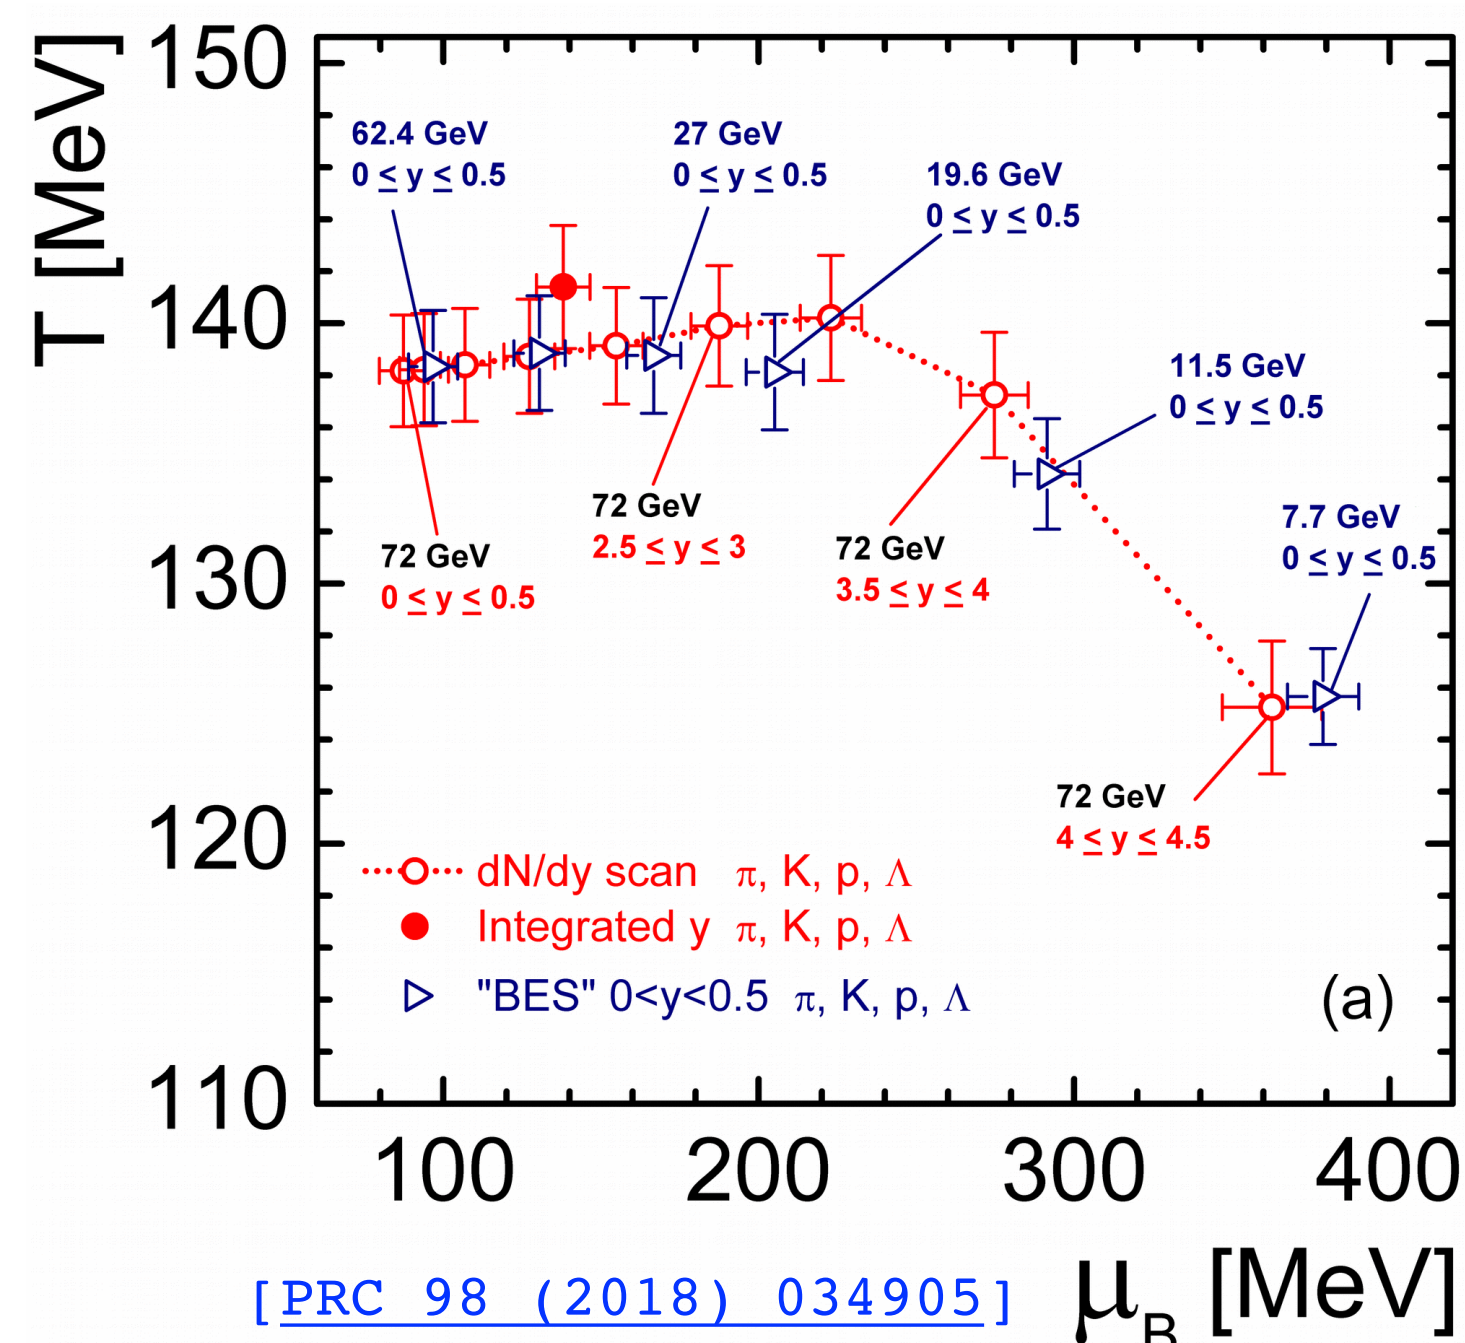 T [MeV]
150
140
130
120
110
62.4 GeV
0 ≤ y ≤ 0.5
27 GeV
0 ≤ y ≤ 0.5
19.6 GeV
0 ≤ y ≤ 0.5
11.5 GeV
0 ≤ y ≤ 0.5
7.7 GeV
0 ≤ y ≤ 0.5
72 GeV
0 ≤ y ≤ 0.5
72 GeV
2.5 ≤ y ≤ 3
72 GeV
3.5 ≤ y ≤ 4
72 GeV
4 ≤ y ≤ 4.5
dN/dy scan π, K, p, Λ
Integrated y π, K, p, Λ
"BES" 0<y<0.5 π, K, p, Λ
(a)
100 200 300 400
μB [MeV]
[PRC 98 (2018) 034905]